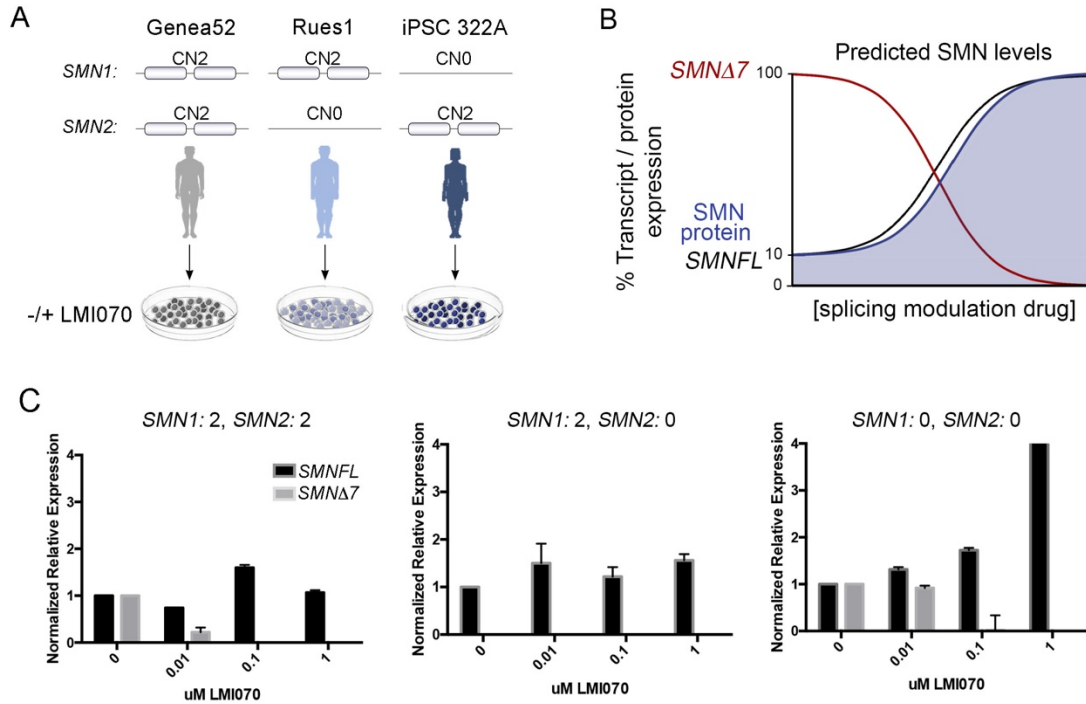 A
Genea52 Rues1 iPSC 322A
SMN1: CN2 CN2 CN0
SMN2: CN2 CN0 CN2
-/+ LMI070
B
Predicted SMN levels
% Transcript / protein expression
SMNΔ7 100
SMN protein
SMNFL
10
0
[splicing modulation drug]
C
SMN1: 2, SMN2: 2
Normalized Relative Expression
4
3
2
1
0
SMNFL
SMNΔ7
0 0.01 0.1 1
uM LMI070
SMN1: 2, SMN2: 0
Normalized Relative Expression
4
3
2
1
0
0 0.01 0.1 1
uM LMI070
SMN1: 0, SMN2: 0
Normalized Relative Expression
4
3
2
1
0
0 0.01 0.1 1
uM LMI070